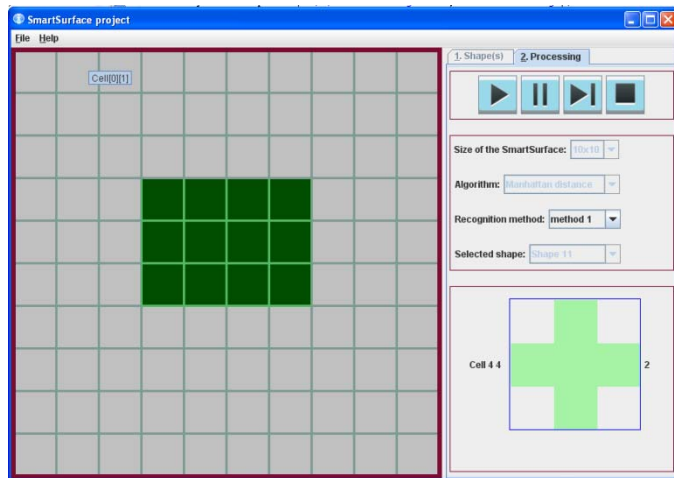 SmartSurface project
File Help
Cell[0][1]
1. Shape(s) 2. Processing
Size of the SmartSurface: 10x10
Algorithm: Manhattan distance
Recognition method: method 1
Selected shape: Shape 11
Cell 4 4 2